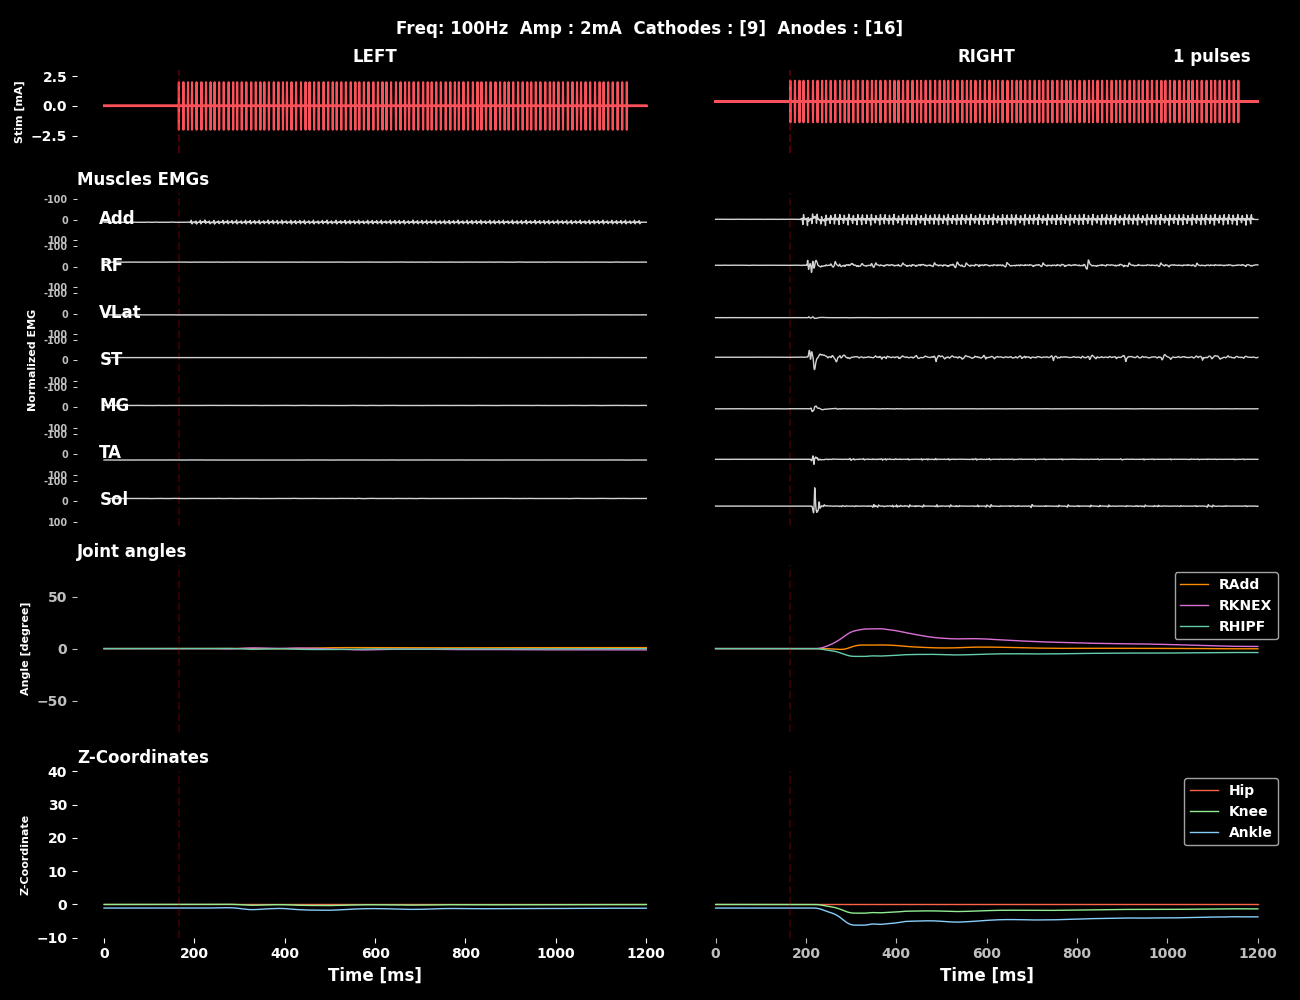 Freq: 100Hz  Amp : 2mA  Cathodes : [9]  Anodes : [16]
LEFT
RIGHT
1 pulses
Stim [mA]
2.5
0.0
−2.5
Muscles EMGs
Normalized EMG
-100
Add
0
100
-100
RF
0
100
-100
VLat
0
100
-100
ST
0
100
-100
MG
0
100
-100
TA
0
100
-100
Sol
0
100
Joint angles
Angle [degree]
50
0
−50
RAdd
RKNEX
RHIPF
Z-Coordinates
Z-Coordinate
40
30
20
10
0
−10
Hip
Knee
Ankle
0 200 400 600 800 1000 1200
0 200 400 600 800 1000 1200
Time [ms]
Time [ms]